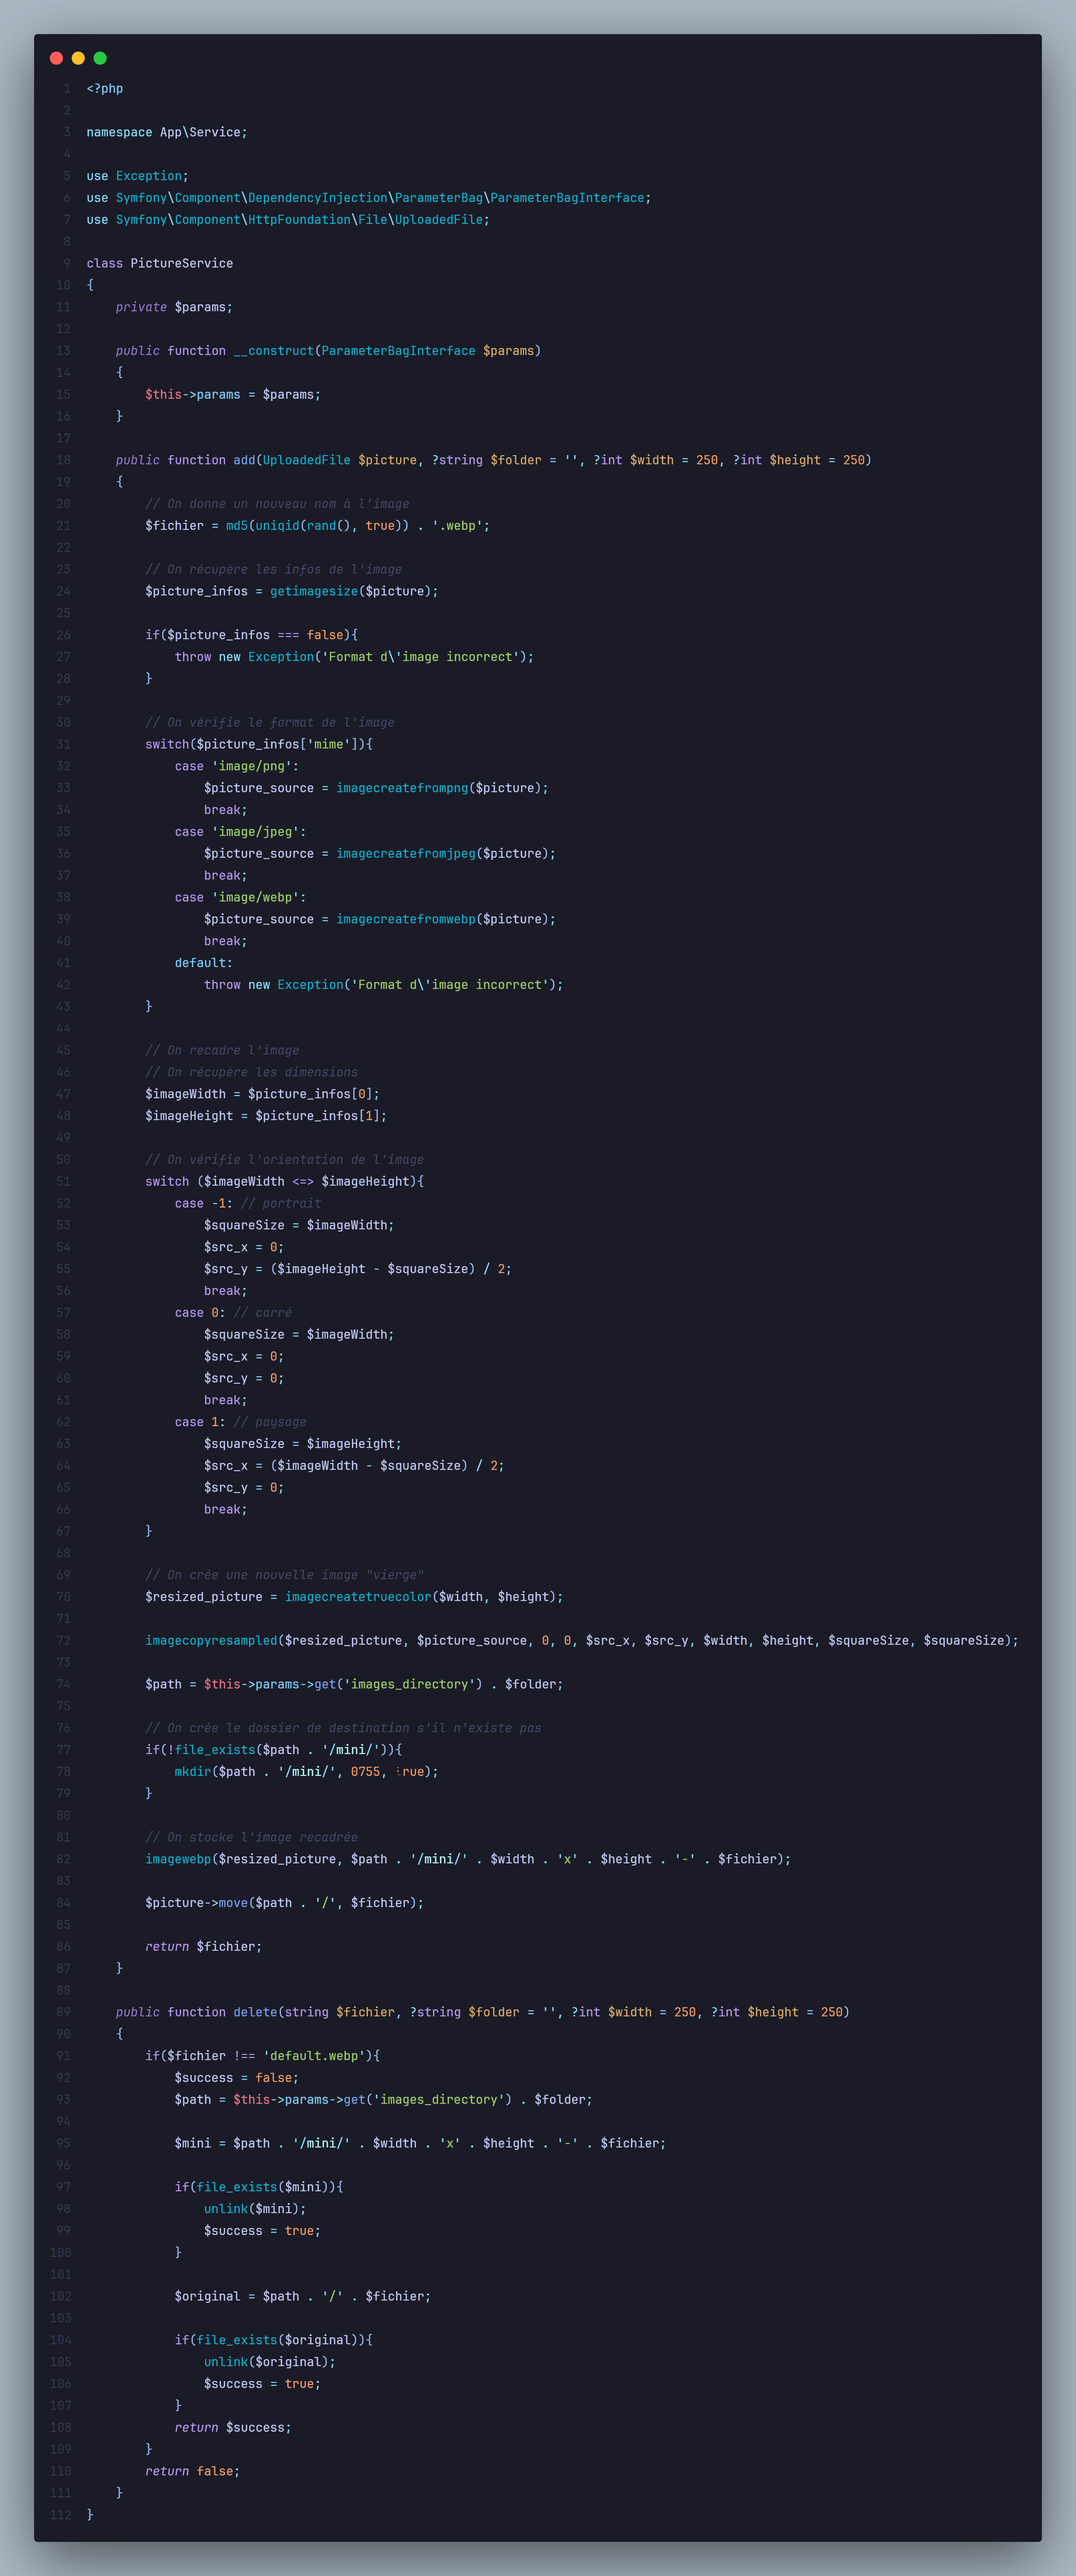 1 <?php
2
3 namespace App\Service;
4
5 use Exception;
6 use Symfony\Component\DependencyInjection\ParameterBag\ParameterBagInterface;
7 use Symfony\Component\HttpFoundation\File\UploadedFile;
8
9 class PictureService
10 {
11     private $params;
12
13     public function __construct(ParameterBagInterface $params)
14     {
15         $this->params = $params;
16     }
17
18     public function add(UploadedFile $picture, ?string $folder = '', ?int $width = 250, ?int $height = 250)
19     {
20         // On donne un nouveau nom à l'image
21         $fichier = md5(uniqid(rand(), true)) . '.webp';
22
23         // On récupère les infos de l'image
24         $picture_infos = getimagesize($picture);
25
26         if($picture_infos === false){
27             throw new Exception('Format d\'image incorrect');
28         }
29
30         // On vérifie le format de l'image
31         switch($picture_infos['mime']){
32             case 'image/png':
33                 $picture_source = imagecreatefrompng($picture);
34                 break;
35             case 'image/jpeg':
36                 $picture_source = imagecreatefromjpeg($picture);
37                 break;
38             case 'image/webp':
39                 $picture_source = imagecreatefromwebp($picture);
40                 break;
41             default:
42                 throw new Exception('Format d\'image incorrect');
43         }
44
45         // On recadre l'image
46         // On récupère les dimensions
47         $imageWidth = $picture_infos[0];
48         $imageHeight = $picture_infos[1];
49
50         // On vérifie l'orientation de l'image
51         switch ($imageWidth <=> $imageHeight){
52             case -1: // portrait
53                 $squareSize = $imageWidth;
54                 $src_x = 0;
55                 $src_y = ($imageHeight - $squareSize) / 2;
56                 break;
57             case 0: // carré
58                 $squareSize = $imageWidth;
59                 $src_x = 0;
60                 $src_y = 0;
61                 break;
62             case 1: // paysage
63                 $squareSize = $imageHeight;
64                 $src_x = ($imageWidth - $squareSize) / 2;
65                 $src_y = 0;
66                 break;
67         }
68
69         // On crée une nouvelle image "vierge"
70         $resized_picture = imagecreatetruecolor($width, $height);
71
72         imagecopyresampled($resized_picture, $picture_source, 0, 0, $src_x, $src_y, $width, $height, $squareSize, $squareSize);
73
74         $path = $this->params->get('images_directory') . $folder;
75
76         // On crée le dossier de destination s'il n'existe pas
77         if(!file_exists($path . '/mini/')){
78             mkdir($path . '/mini/', 0755, true);
79         }
80
81         // On stocke l'image recadrée
82         imagewebp($resized_picture, $path . '/mini/' . $width . 'x' . $height . '-' . $fichier);
83
84         $picture->move($path . '/', $fichier);
85
86         return $fichier;
87     }
88
89     public function delete(string $fichier, ?string $folder = '', ?int $width = 250, ?int $height = 250)
90     {
91         if($fichier !== 'default.webp'){
92             $success = false;
93             $path = $this->params->get('images_directory') . $folder;
94
95             $mini = $path . '/mini/' . $width . 'x' . $height . '-' . $fichier;
96
97             if(file_exists($mini)){
98                 unlink($mini);
99                 $success = true;
100             }
101
102             $original = $path . '/' . $fichier;
103
104             if(file_exists($original)){
105                 unlink($original);
106                 $success = true;
107             }
108             return $success;
109         }
110         return false;
111     }
112 }